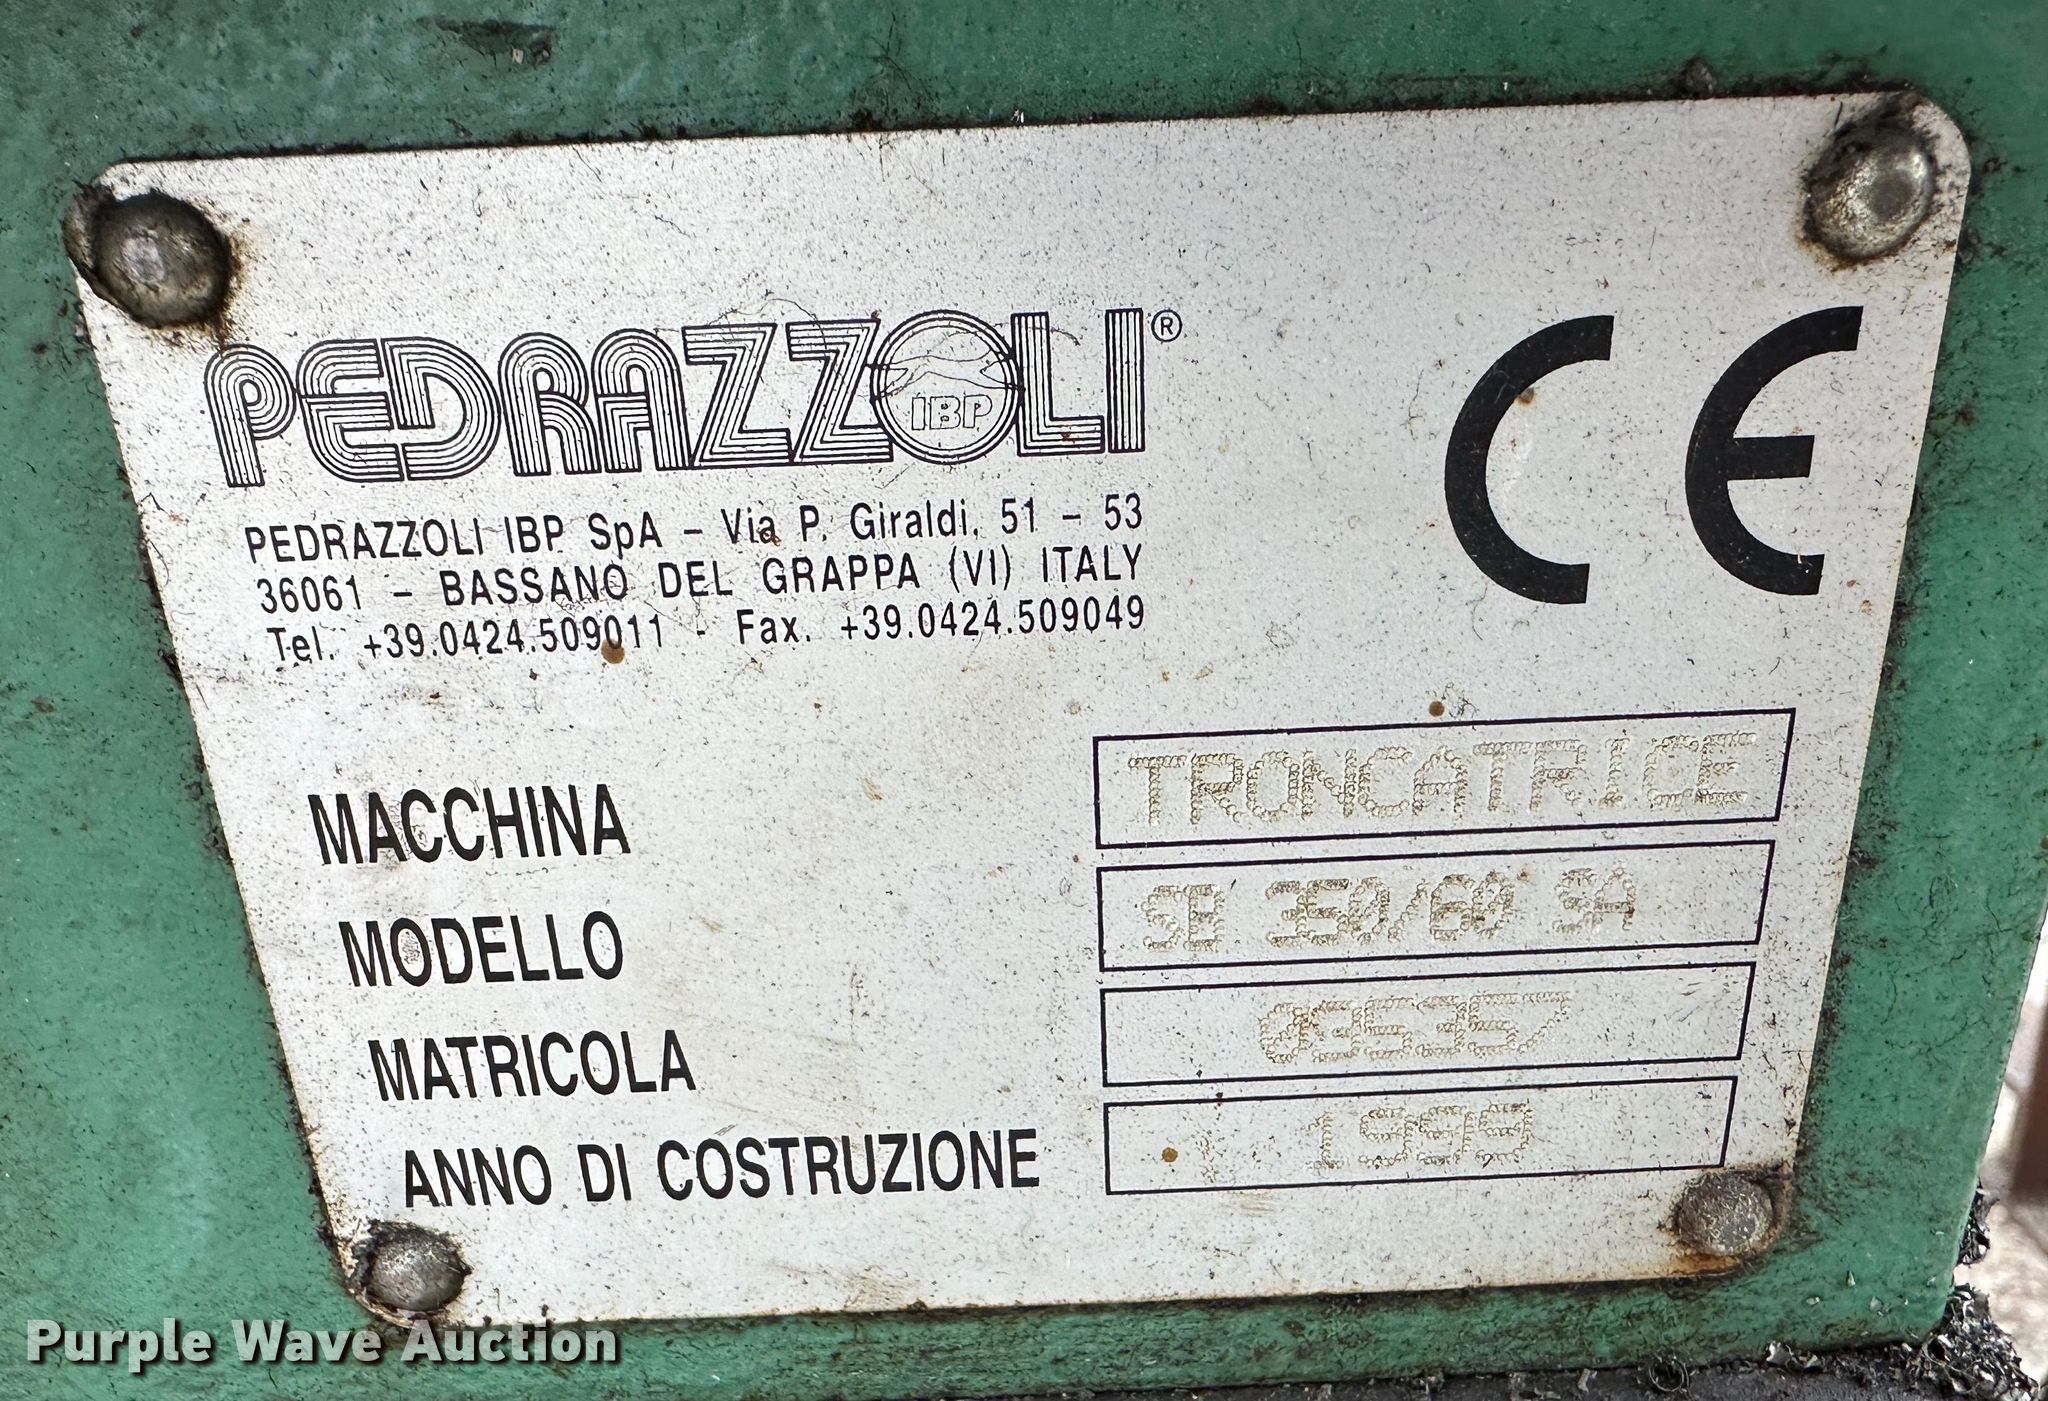 PEDRAZZOLI®
IBP
CE
PEDRAZZOLI IBP SpA - Via P. Giraldi, 51 - 53
36061 - BASSANO DEL GRAPPA (VI) ITALY
Tel. +39.0424.509011 - Fax. +39.0424.509049
MACCHINA TRONCATRICE
MODELLO SB 350/60 SA
MATRICOLA
ANNO DI COSTRUZIONE 1998
Purple Wave Auction